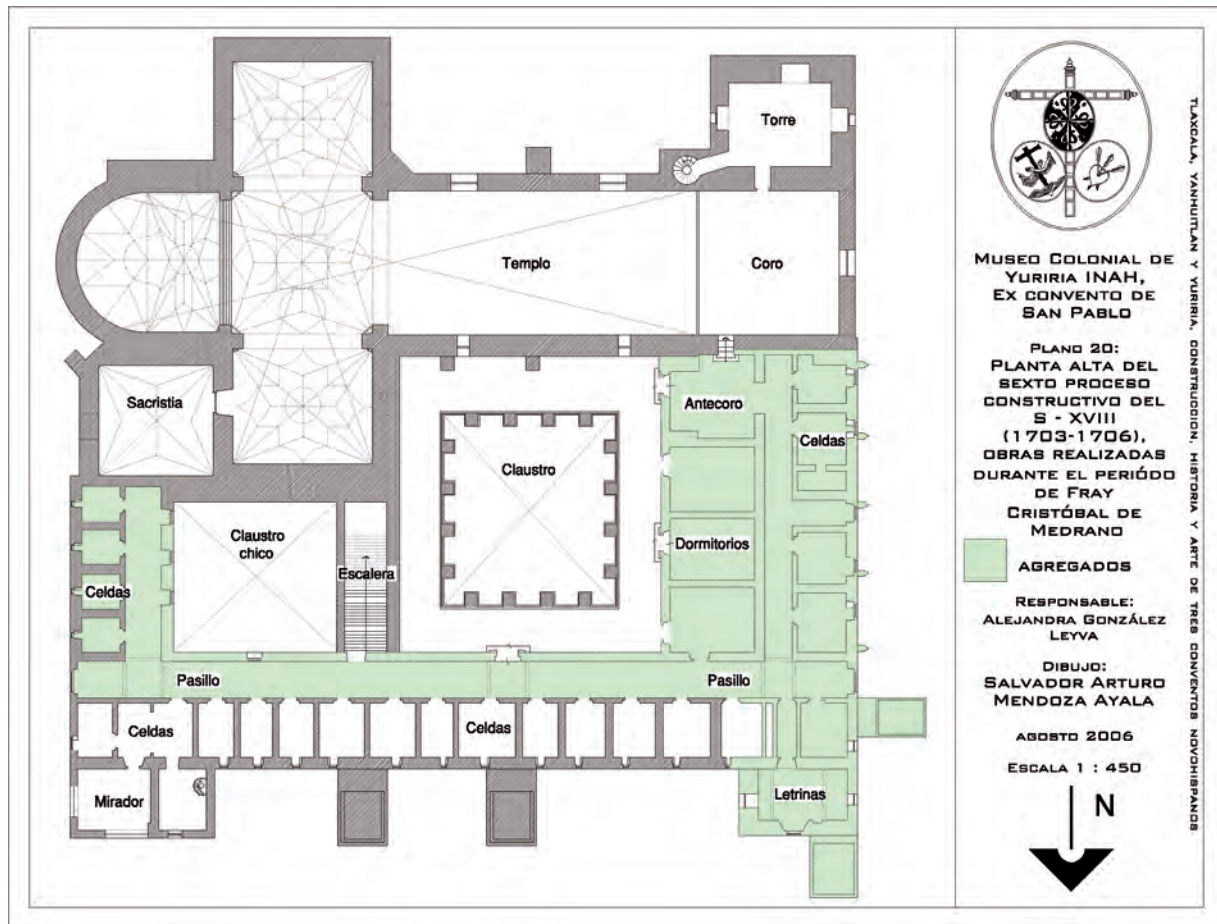 Torre
Templo
Coro
Sacristia
Antecoro
Celdas
Claustro
Claustro
chico
Escalera
Dormitorios
Celdas
Pasillo
Pasillo
Celdas
Celdas
Mirador
Letrinas
MUSEO COLONIAL DE
YURIRIA INAH,
EX CONVENTO DE
SAN PABLO
PLANO 20:
PLANTA ALTA DEL
SEXTO PROCESO
CONSTRUCTIVO DEL
S - XVIII
(1703-1706),
OBRAS REALIZADAS
DURANTE EL PERIÓDO
DE FRAY
CRISTÓBAL DE
MEDRANO
AGREGADOS
RESPONSABLE:
ALEJANDRA GONZÁLEZ
LEYVA
DIBUJO:
SALVADOR ARTURO
MENDOZA AYALA
AGOSTO 2006
ESCALA 1 : 450
N
TLAXCALA, YANHUITLAN Y YURIRIA, CONSTRUCCION, HISTORIA Y ARTE DE TRES CONVENTOS NOVOHISPANOS